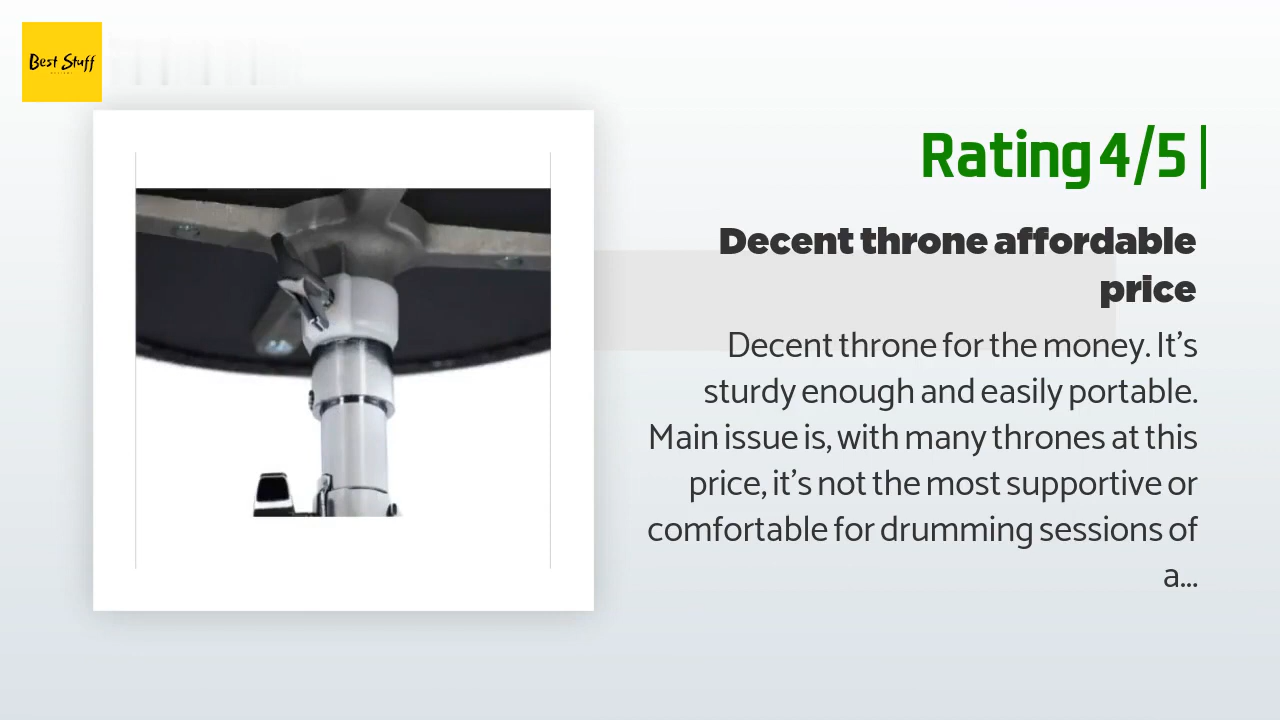 Best Stuff
Rating 4/5
Decent throne affordable
price
Decent throne for the money. It's
sturdy enough and easily portable.
Main issue is, with many thrones at this
price, it's not the most supportive or
comfortable for drumming sessions of
a...